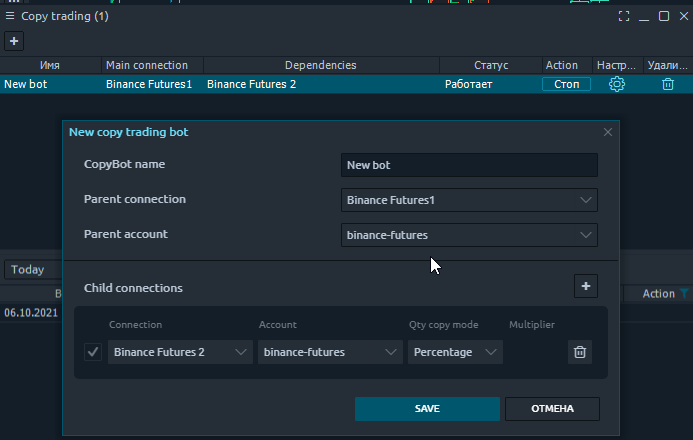 Copy trading (1)
+
Имя Main connection Dependencies Статус Action Настр... Удали...
New bot Binance Futures1 Binance Futures 2 Работает Стоп
New copy trading bot
CopyBot name New bot
Parent connection Binance Futures1
Parent account binance-futures
Today
Child connections +
В Action
06.10.2021
Connection Account Qty copy mode Multiplier
Binance Futures 2 binance-futures Percentage
SAVE ОТМЕНА